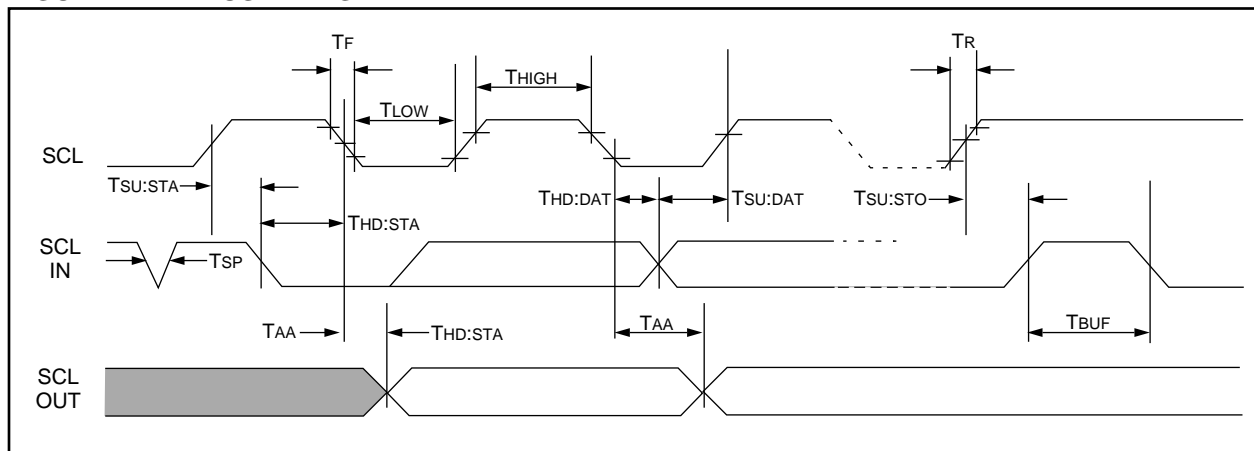 TF
TR
THIGH
TLOW
SCL
TSU:STA
THD:STA
THD:DAT
TSU:DAT
TSU:STO
SCL
IN
TSP
TAA
THD:STA
TAA
TBUF
SCL
OUT